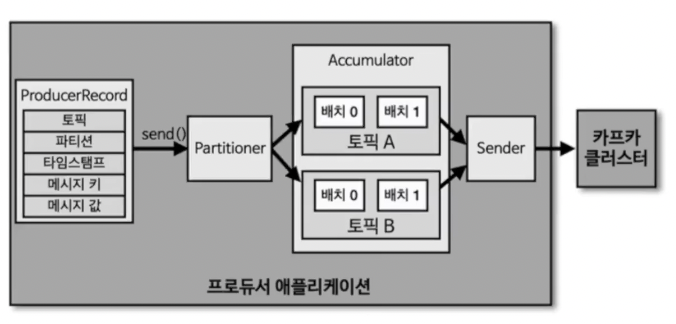 ProducerRecord
토픽
파티션
타임스탬프
메시지 키
메시지 값
send()
Partitioner
Accumulator
배치 0
배치 1
토픽 A
배치 0
배치 1
토픽 B
Sender
카프카
클러스터
프로듀서 애플리케이션